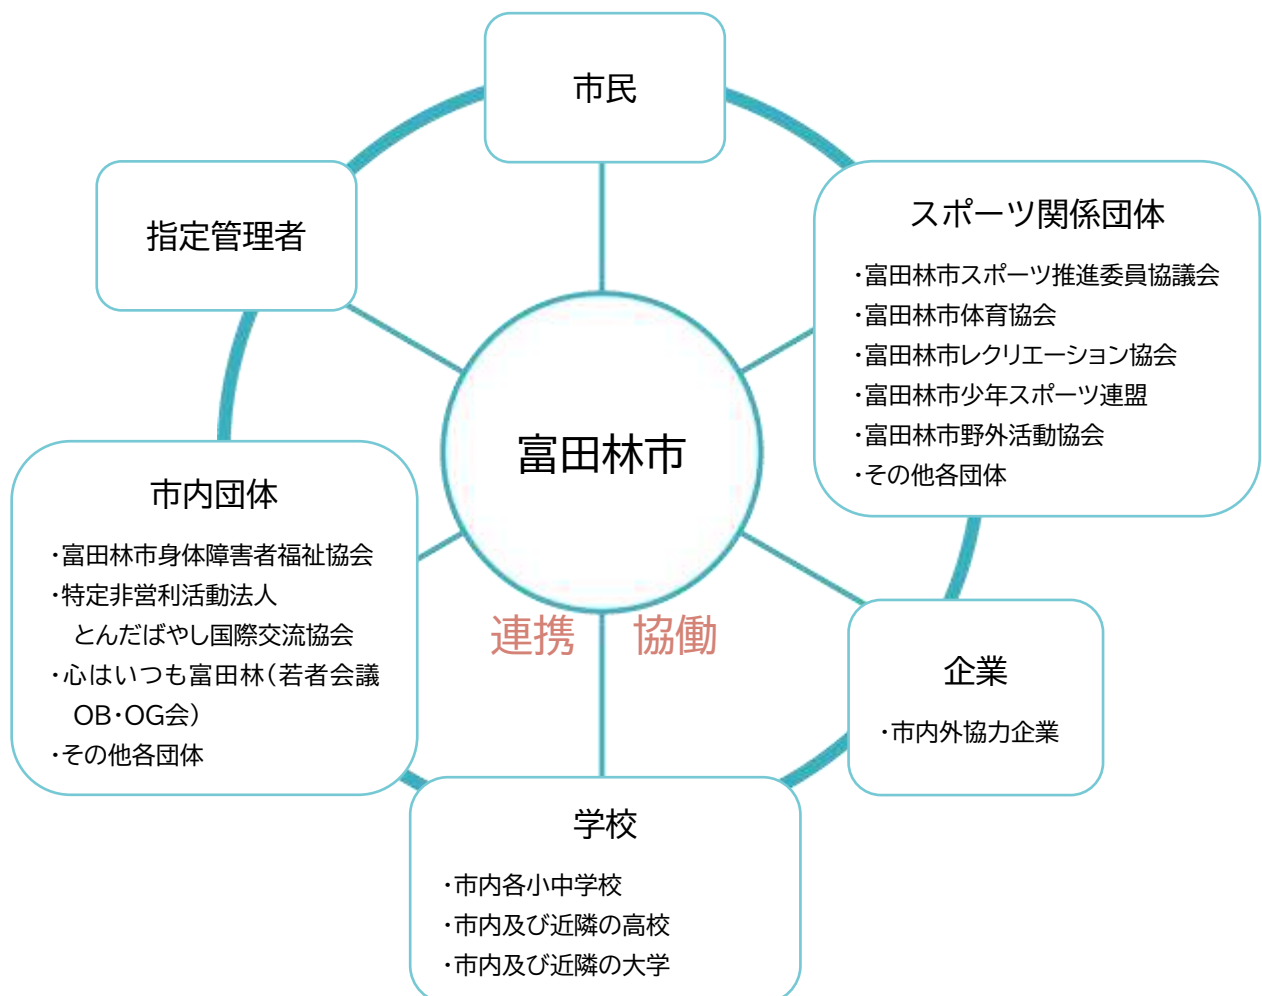 市民
指定管理者
スポーツ関係団体
・富田林市スポーツ推進委員協議会
・富田林市体育協会
・富田林市レクリエーション協会
・富田林市少年スポーツ連盟
・富田林市野外活動協会
・その他各団体
富田林市
市内団体
・富田林市身体障害者福祉協会
・特定非営利活動法人
とんだばやし国際交流協会
・心はいつも富田林（若者会議
OB・OG会）
・その他各団体
連携 協働
企業
・市内外協力企業
学校
・市内各小中学校
・市内及び近隣の高校
・市内及び近隣の大学